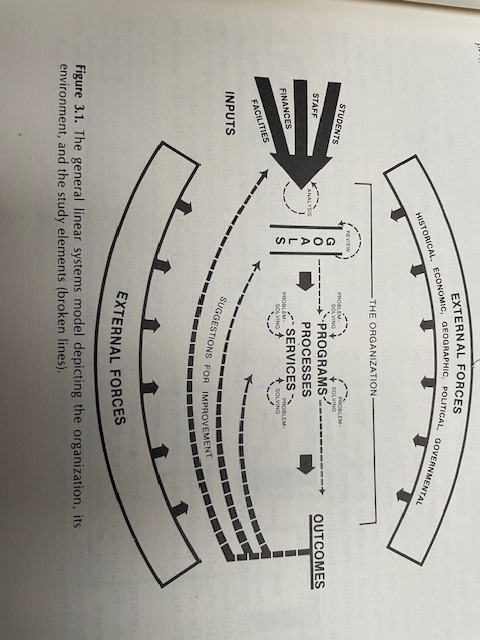 EXTERNAL FORCES
HISTORICAL, ECONOMIC, GEOGRAPHIC, POLITICAL, GOVERNMENTAL
THE ORGANIZATION
STUDENTS
STAFF
FINANCES
FACILITIES
INPUTS
ANALYSIS
REVIEW
GOALS
PROBLEM-
SOLVING
PROBLEM-
SOLVING
PROGRAMS
PROCESSES
SERVICES
PROBLEM-
SOLVING
PROBLEM-
SOLVING
OUTCOMES
SUGGESTIONS FOR IMPROVEMENT
EXTERNAL FORCES
Figure 3.1. The general linear systems model depicting the organization, its
environment, and the study elements (broken lines).